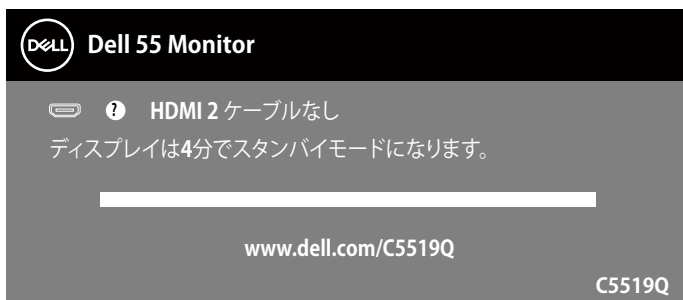 DELL Dell 55 Monitor
? HDMI 2 ケーブルなし
ディスプレイは4分でスタンバイモードになります。
www.dell.com/C5519Q
C5519Q